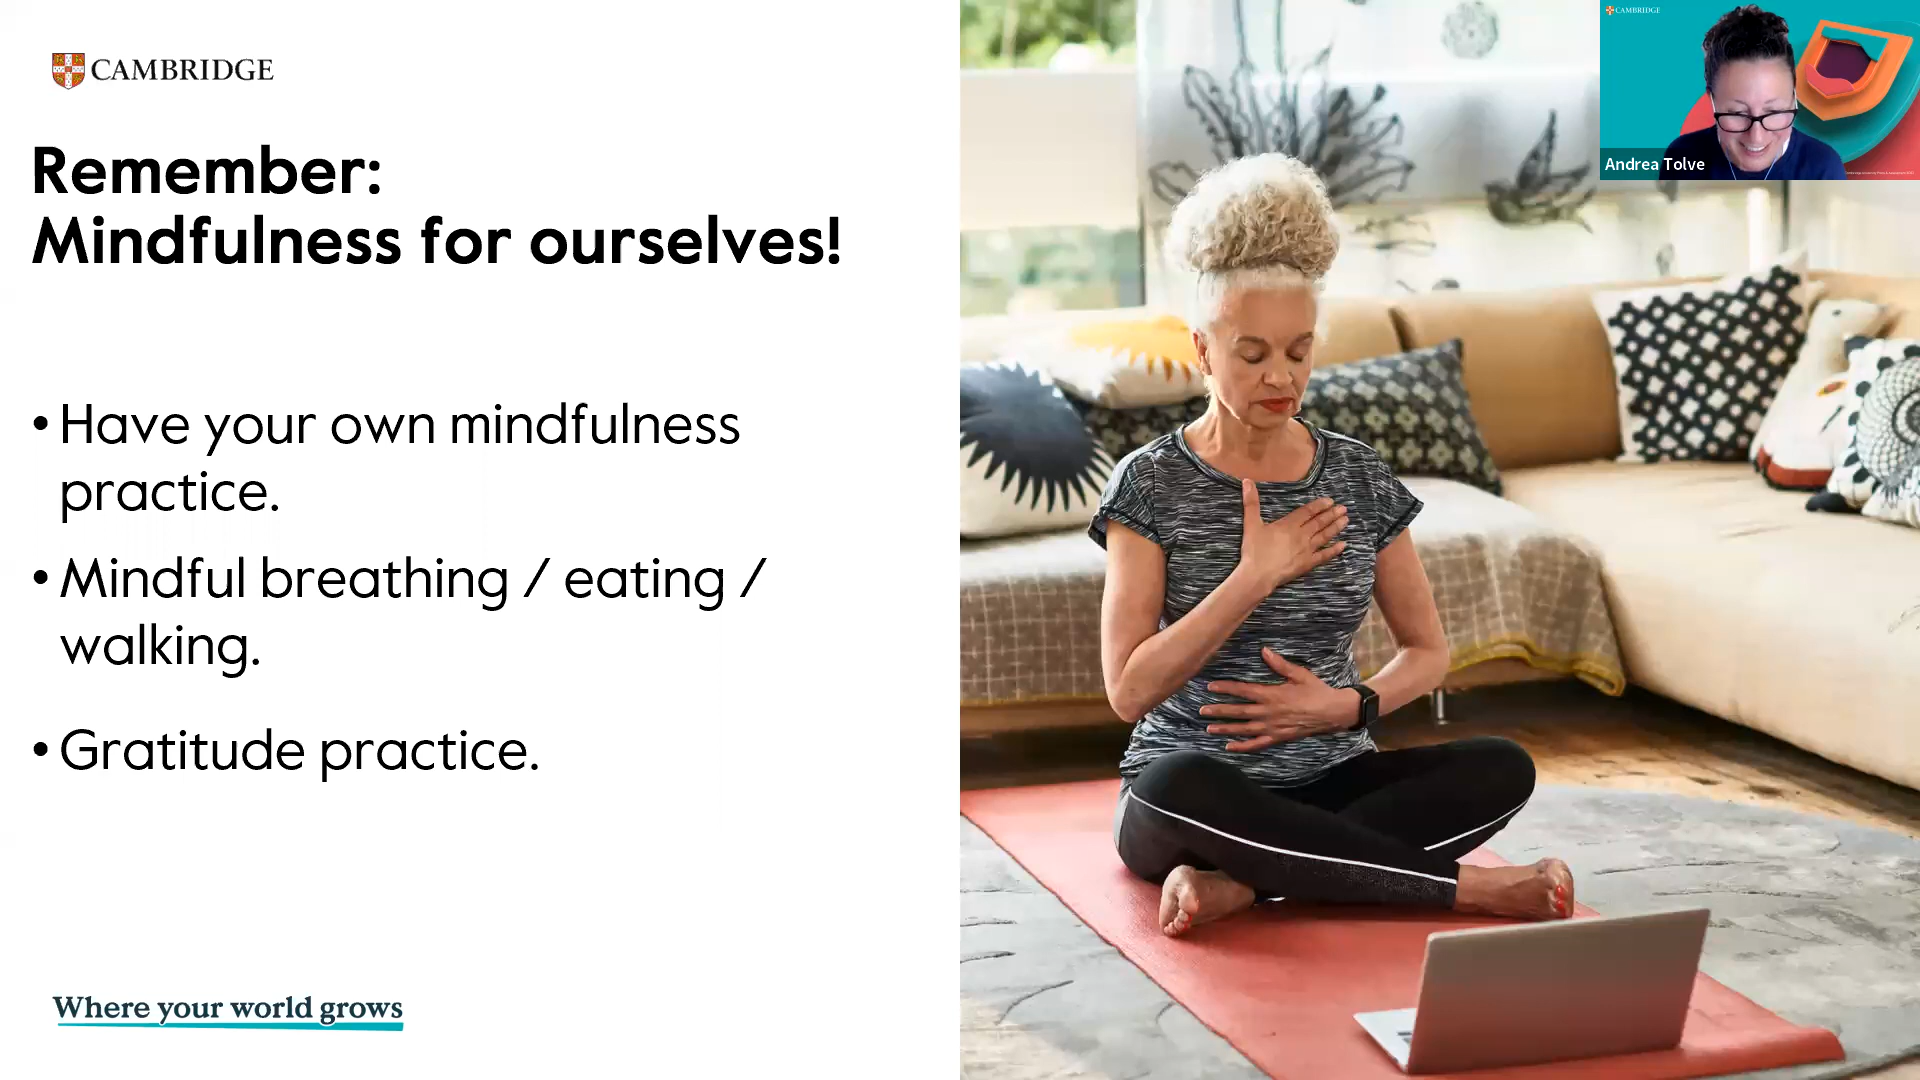 CAMBRIDGE
Remember:
Mindfulness for ourselves!
• Have your own mindfulness
practice.
• Mindful breathing / eating /
walking.
• Gratitude practice.
Where your world grows
CAMBRIDGE
Andrea Tolve